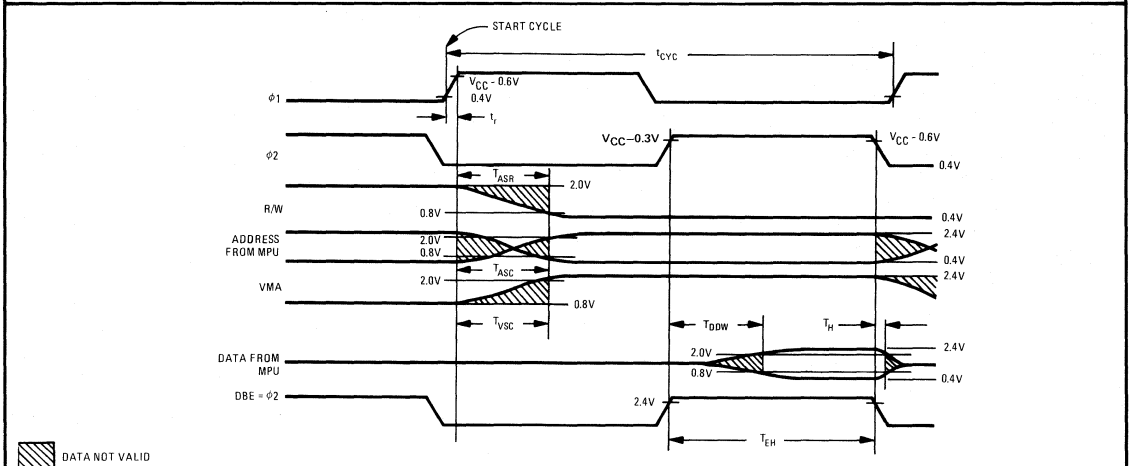 START CYCLE
tCYC
VCC - 0.6V
0.4V
ϕ1
tr
VCC-0.3V
VCC - 0.6V
ϕ2
0.4V
TASR
2.0V
R/W
0.8V
0.4V
ADDRESS
FROM MPU
2.0V
0.8V
2.4V
0.4V
TASC
2.4V
VMA
2.0V
0.8V
TVSC
TDDW
TH
DATA FROM
MPU
2.0V
0.8V
2.4V
0.4V
DBE = ϕ2
2.4V
TEH
DATA NOT VALID